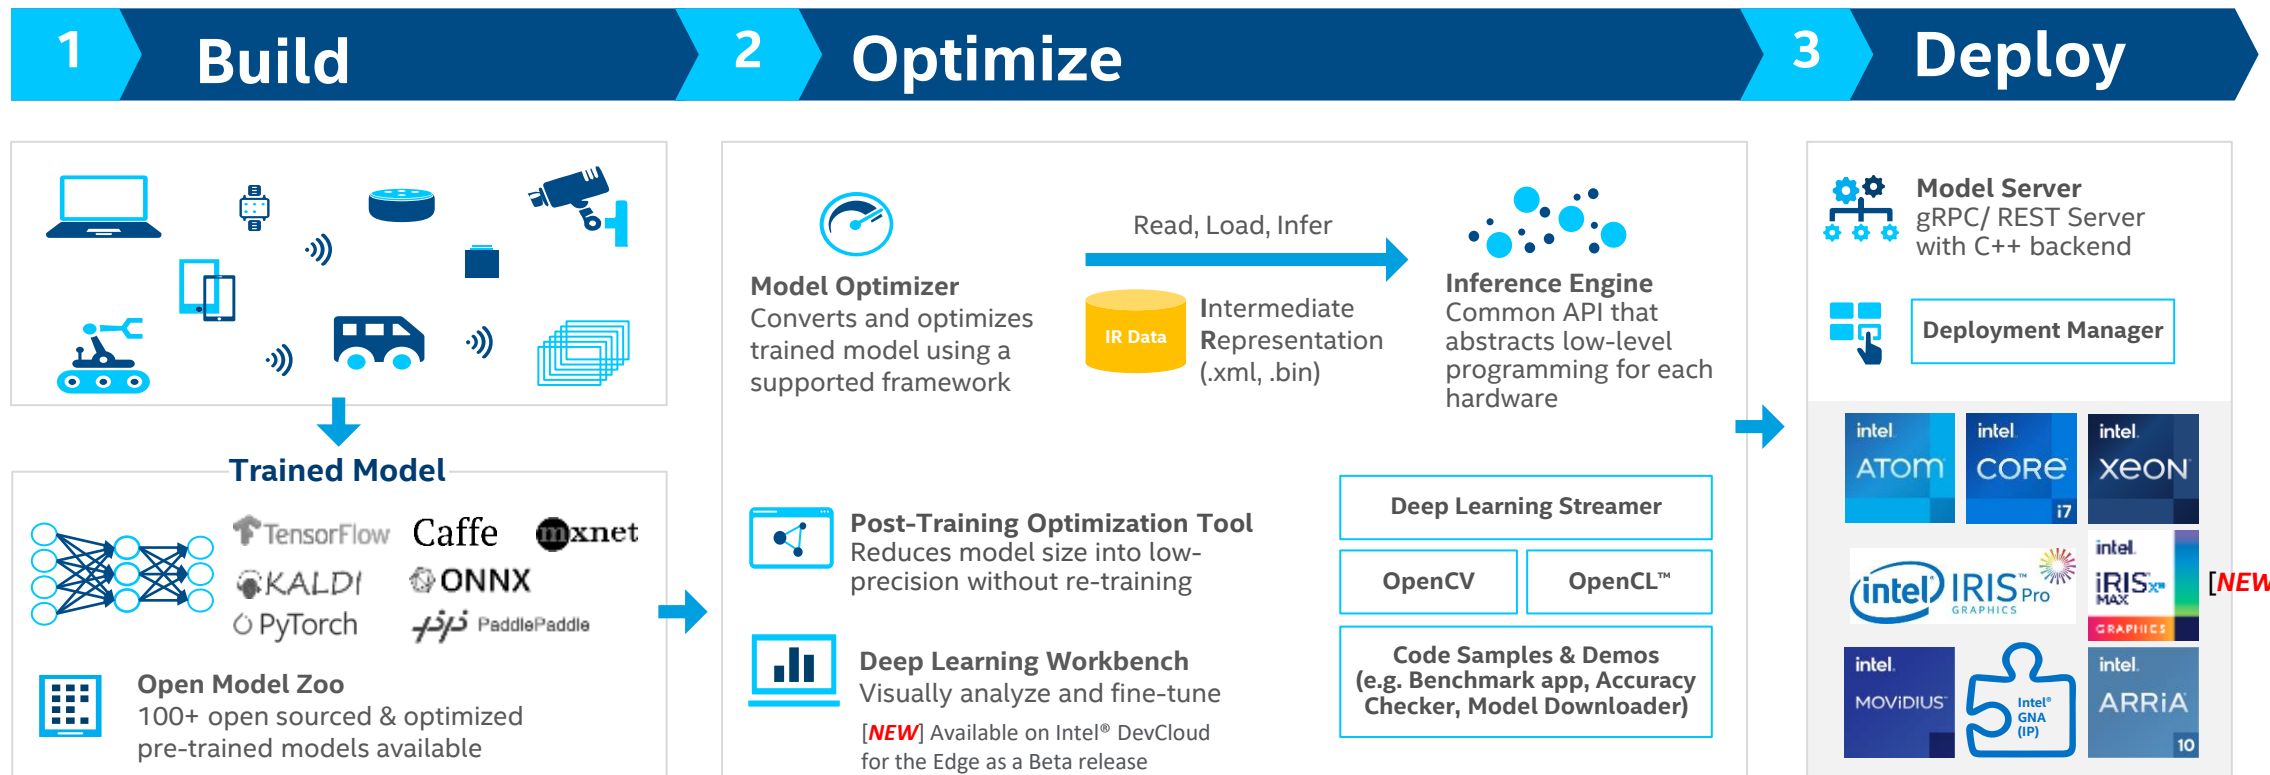 1 Build
2 Optimize
3 Deploy
Trained Model
TensorFlow
Caffe
mxnet
KALDI
ONNX
PyTorch
PaddlePaddle
Open Model Zoo
100+ open sourced & optimized
pre-trained models available
Model Optimizer
Converts and optimizes
trained model using a
supported framework
Read, Load, Infer
IR Data
Intermediate
Representation
(.xml, .bin)
Inference Engine
Common API that
abstracts low-level
programming for each
hardware
Post-Training Optimization Tool
Reduces model size into low-
precision without re-training
Deep Learning Workbench
Visually analyze and fine-tune
[NEW] Available on Intel® DevCloud
for the Edge as a Beta release
Deep Learning Streamer
OpenCV
OpenCL™
Code Samples & Demos
(e.g. Benchmark app, Accuracy
Checker, Model Downloader)
Model Server
gRPC/ REST Server
with C++ backend
Deployment Manager
intel.
ATOM
intel.
CORE
i7
intel.
XEON
intel IRIS™ Pro
GRAPHICS
intel.
iRIS Xe
MAX
GRAPHICS
[NEW
intel.
MOVIDIUS
Intel®
GNA
(IP)
intel.
ARRIA
10